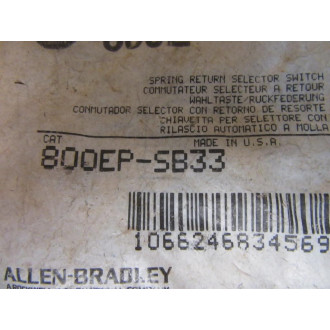 SPRING RETURN SELECTOR SWITCH
COMMUTATEUR SELECTEUR A RETOUR
WAHLTASTE/RUCKFEDERUNG
CONMUTADOR SELECTOR CON RETORNO DE RESORTE
CHIAVETTA PER SELETTORE CON
RILASCIO AUTOMATICO A MOLLA
CAT
MADE IN U.S.A.
800EP-SB33
1066246834569
ALLEN-BRADLEY